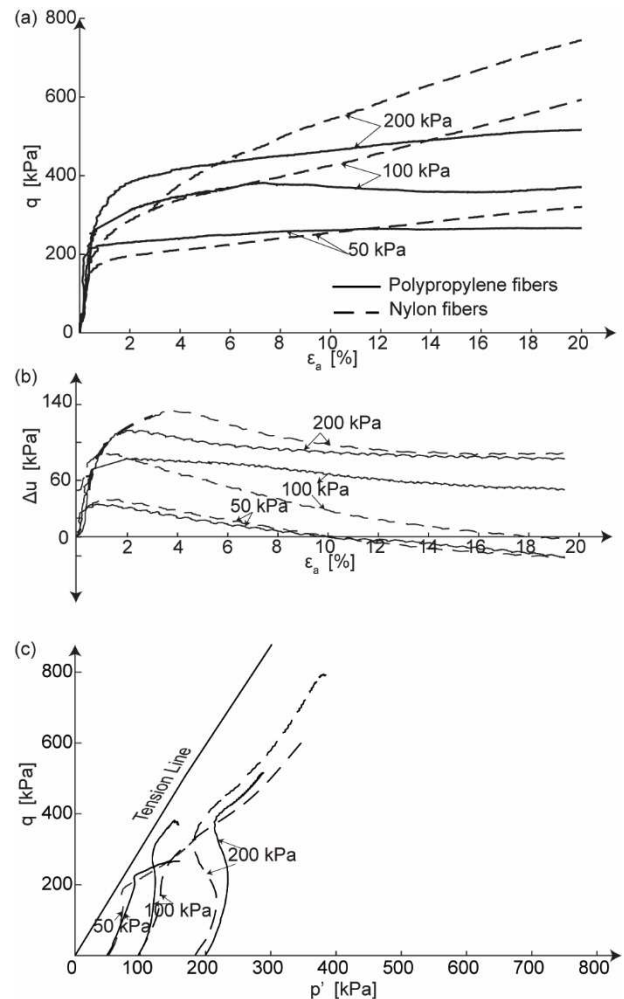 (a)
800
600
400
200
0
q [kPa]
200 kPa
100 kPa
50 kPa
Polypropylene fibers
Nylon fibers
0 2 4 6 8 10 12 14 16 18 20
εa [%]
(b)
140
60
0
Δu [kPa]
200 kPa
100 kPa
50 kPa
2 4 6 8 10 12 14 16 18 20
εa [%]
(c)
800
600
400
200
0
q [kPa]
Tension Line
50 kPa
100 kPa
200 kPa
0 100 200 300 400 500 600 700 800
p' [kPa]